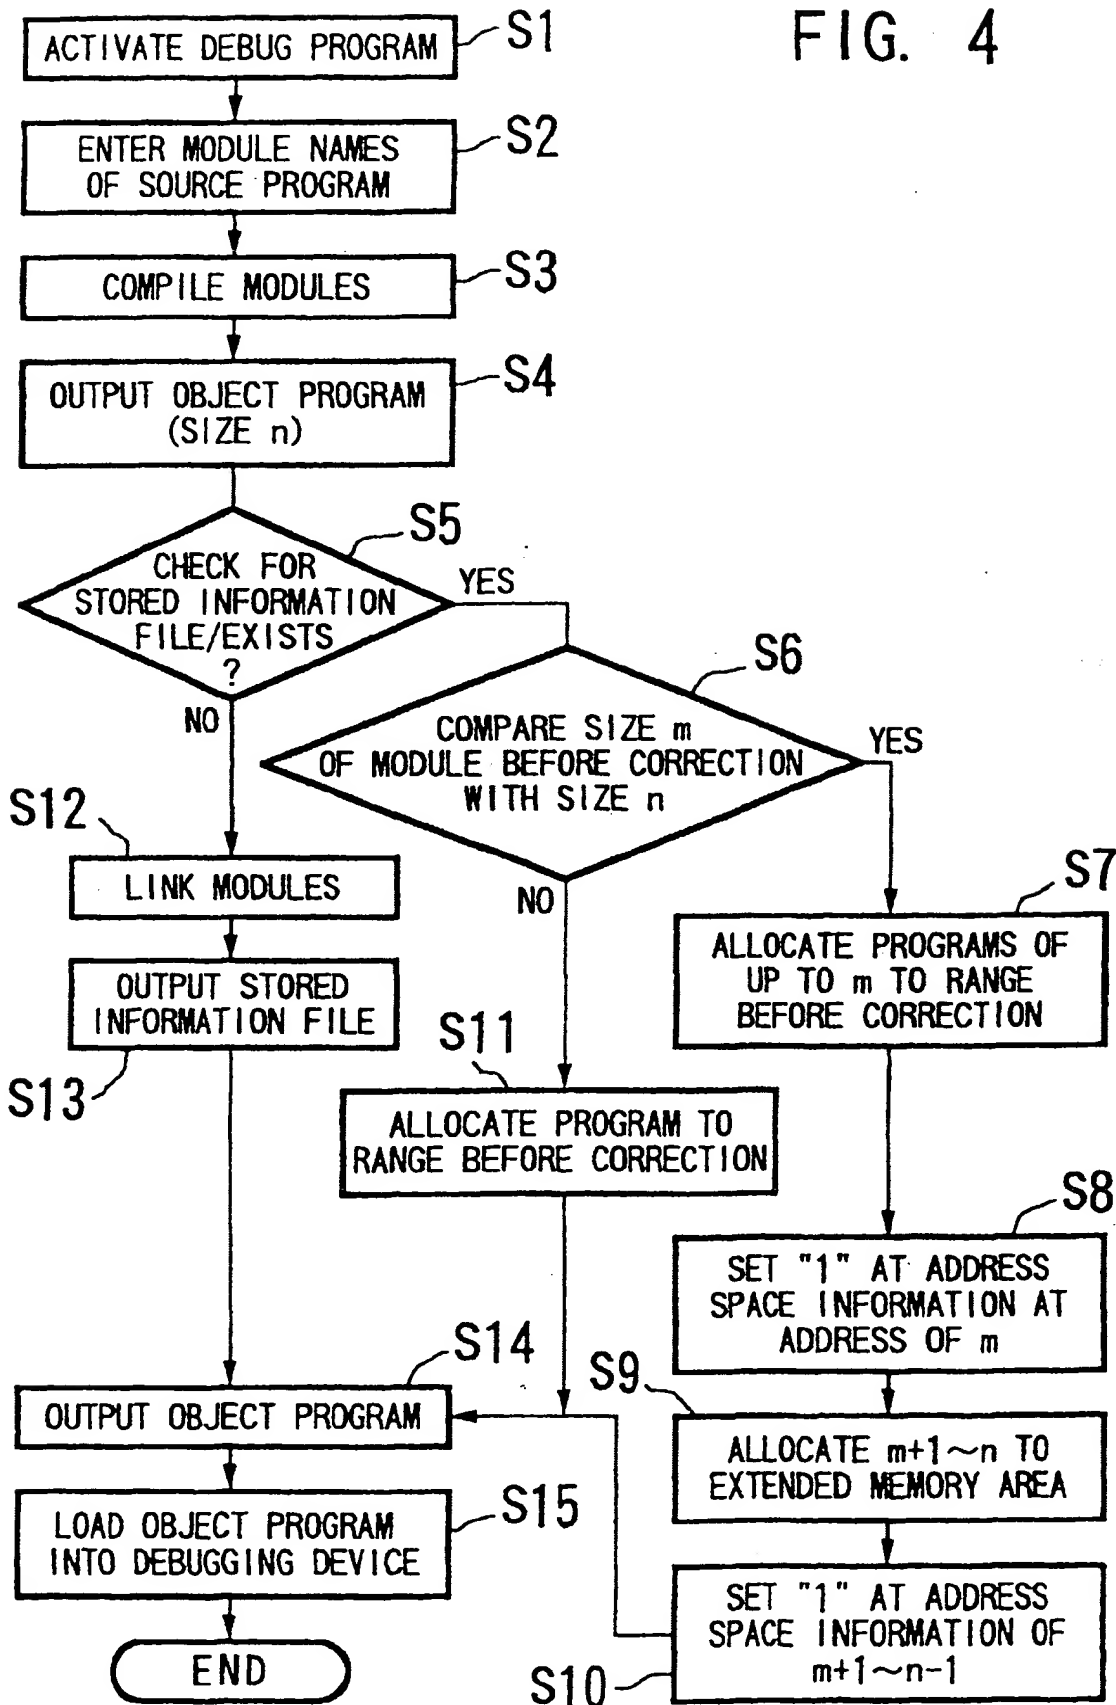 FIG. 4
ACTIVATE DEBUG PROGRAM
S1
ENTER MODULE NAMES
OF SOURCE PROGRAM
S2
COMPILE MODULES
S3
OUTPUT OBJECT PROGRAM
(SIZE n)
S4
CHECK FOR
STORED INFORMATION
FILE/EXISTS
?
S5
YES
NO
COMPARE SIZE m
OF MODULE BEFORE CORRECTION
WITH SIZE n
S6
YES
NO
S12
LINK MODULES
OUTPUT STORED
INFORMATION FILE
S13
S7
ALLOCATE PROGRAMS OF
UP TO m TO RANGE
BEFORE CORRECTION
S11
ALLOCATE PROGRAM TO
RANGE BEFORE CORRECTION
S8
SET "1" AT ADDRESS
SPACE INFORMATION AT
ADDRESS OF m
S9
ALLOCATE m+1~n TO
EXTENDED MEMORY AREA
SET "1" AT ADDRESS
SPACE INFORMATION OF
m+1~n-1
S10
S14
OUTPUT OBJECT PROGRAM
LOAD OBJECT PROGRAM
INTO DEBUGGING DEVICE
S15
END